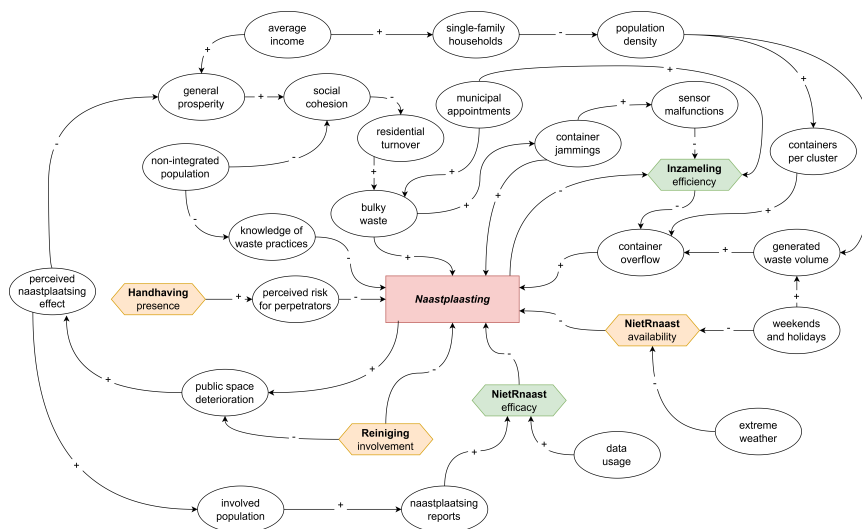 average
income
+
single-family
households
-
population
density
+
general
prosperity
+
social
cohesion
-
municipal
appointments
+
+
sensor
malfunctions
+
residential
turnover
container
jammings
+
containers
per cluster
-
non-integrated
population
-
-
Inzameling
efficiency
+
+
-
bulky
waste
+
-
-
+
+
knowledge of
waste practices
-
+
container
overflow
+
generated
waste volume
+
+
perceived
naastplaatsing
effect
Handhaving
presence
+
perceived risk
for perpetrators
-
Naastplaasting
-
NietRnaast
availability
-
weekends
and holidays
+
+
-
-
-
public space
deterioration
-
Reiniging
involvement
NietRnaast
efficacy
extreme
weather
+
+
data
usage
+
involved
population
+
naastplaatsing
reports